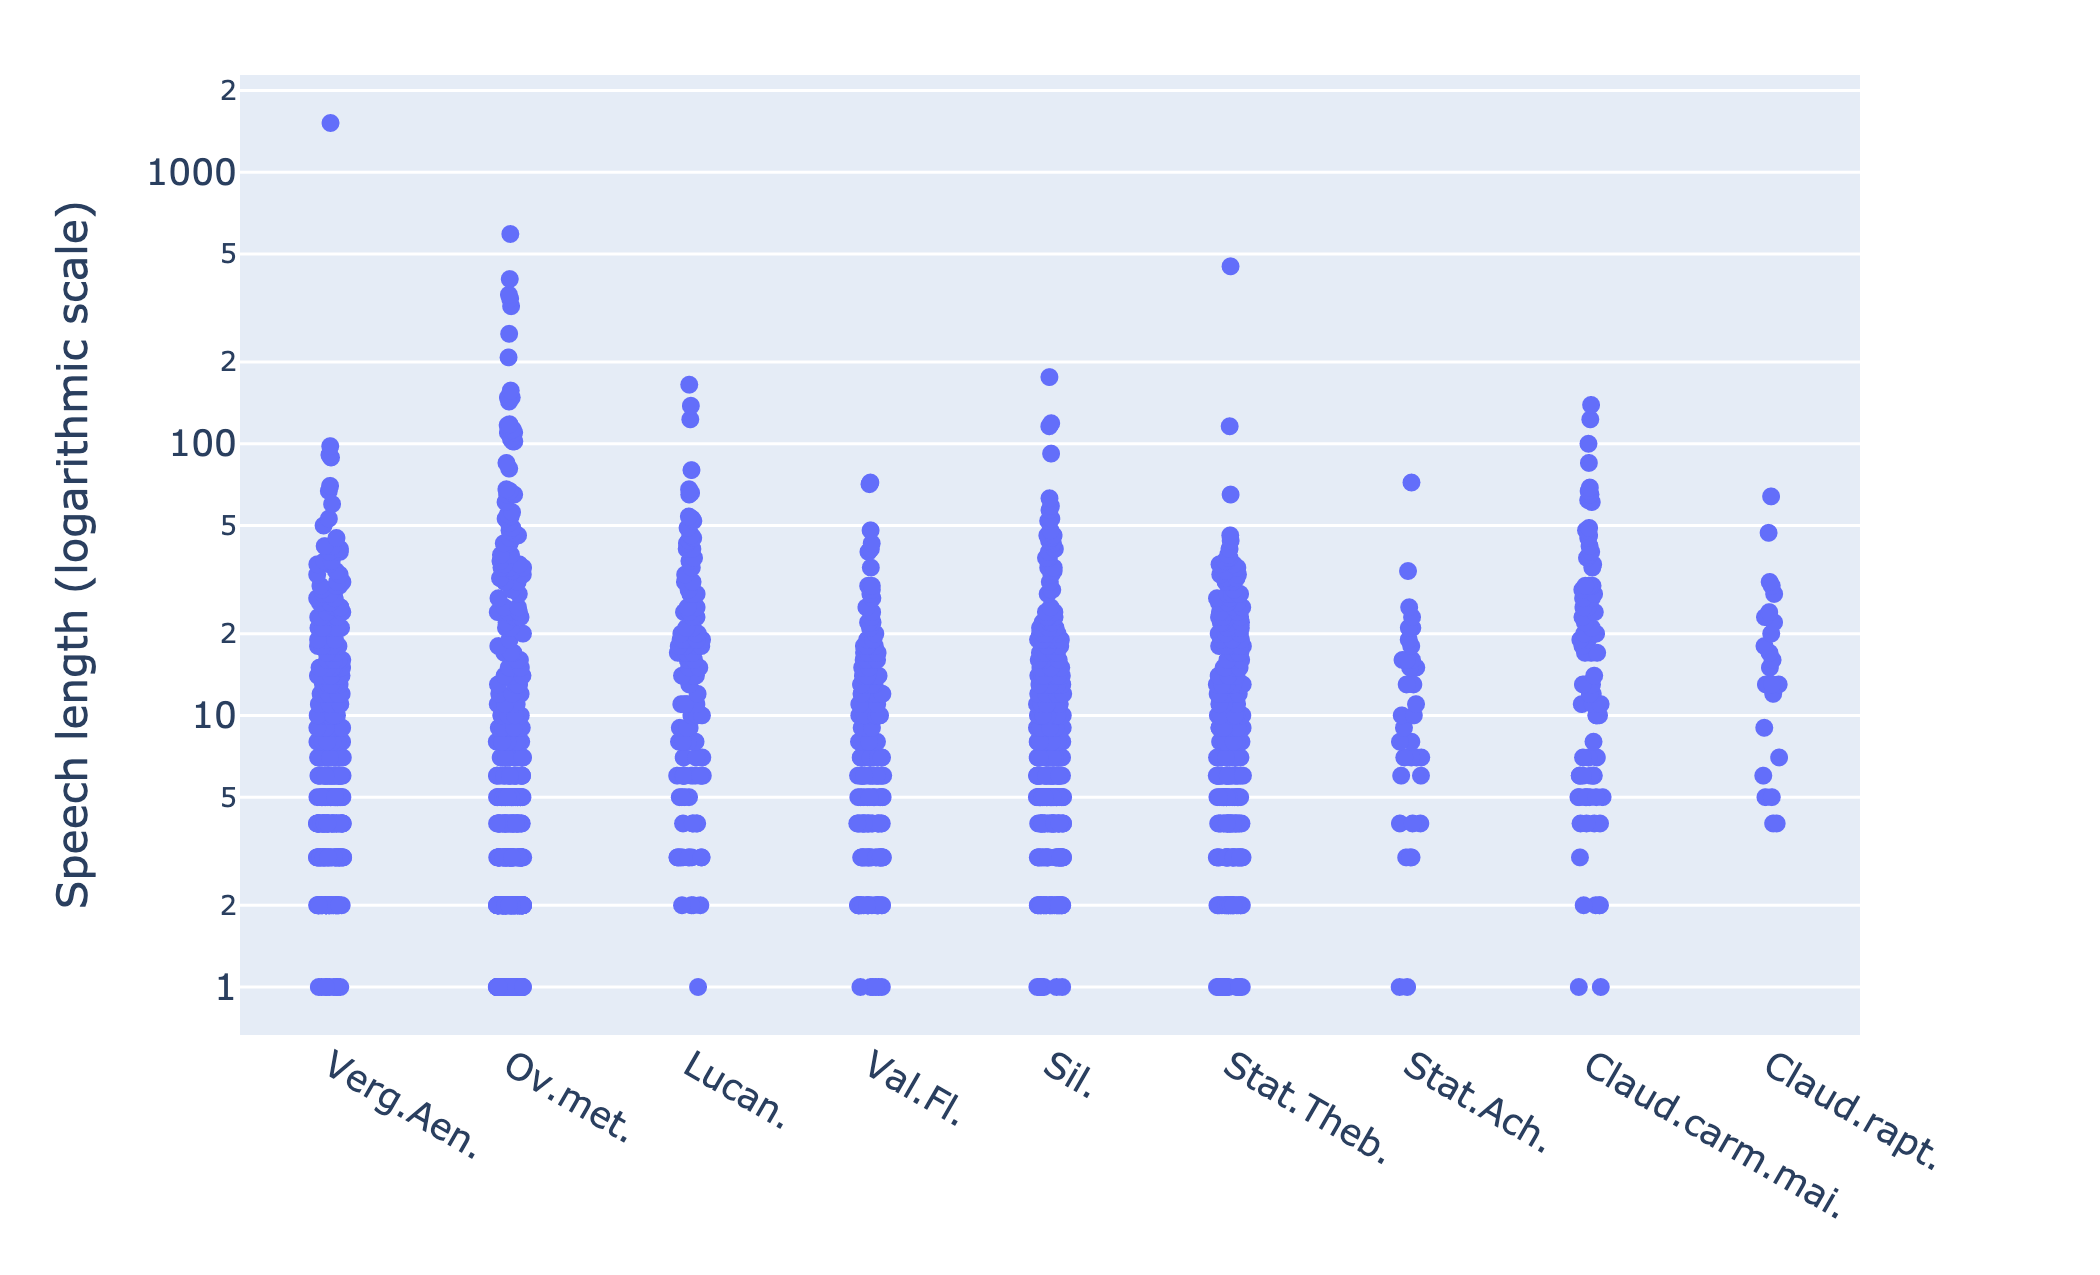 2
1000
5
2
100
5
2
10
5
2
1
Speech length (logarithmic scale)
Verg.Aen.
Ov.met.
Lucan.
Val.Fl.
Sil.
Stat.Theb.
Stat.Ach.
Claud.carm.mai.
Claud.rapt.